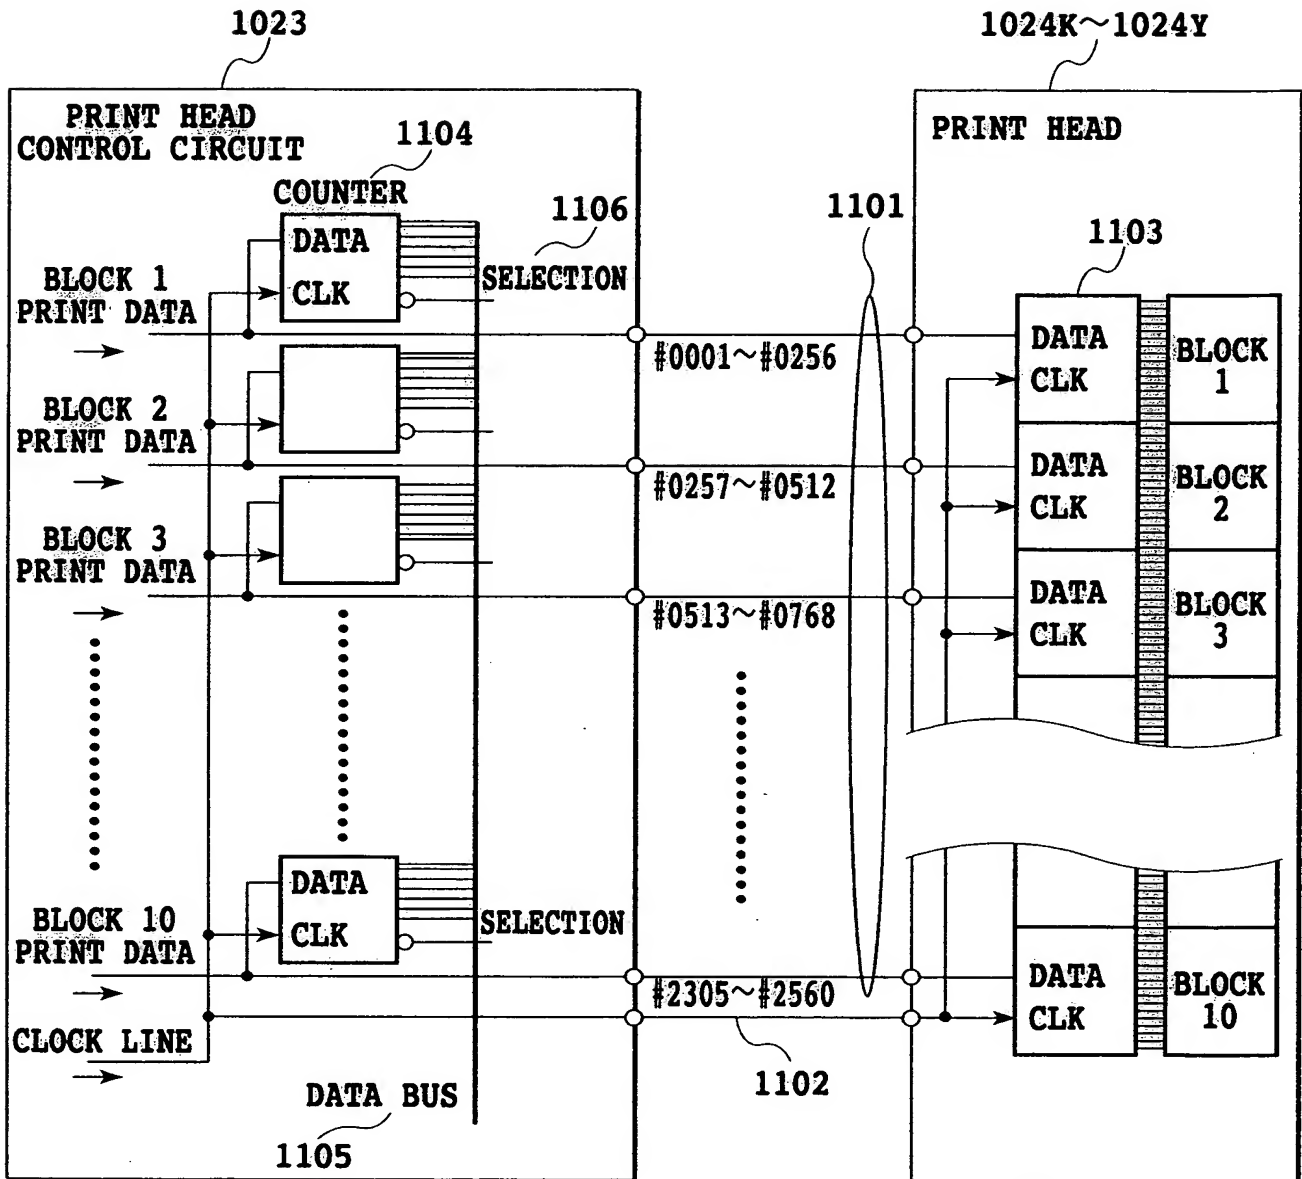 1023
1024K~1024Y
PRINT HEAD
CONTROL CIRCUIT
1104
COUNTER
DATA
CLK
1106
SELECTION
BLOCK 1
PRINT DATA
BLOCK 2
PRINT DATA
BLOCK 3
PRINT DATA
DATA
CLK
SELECTION
BLOCK 10
PRINT DATA
CLOCK LINE
DATA BUS
1105
1101
#0001~#0256
#0257~#0512
#0513~#0768
#2305~#2560
1102
PRINT HEAD
1103
DATA
CLK
BLOCK
1
DATA
CLK
BLOCK
2
DATA
CLK
BLOCK
3
DATA
CLK
BLOCK
10